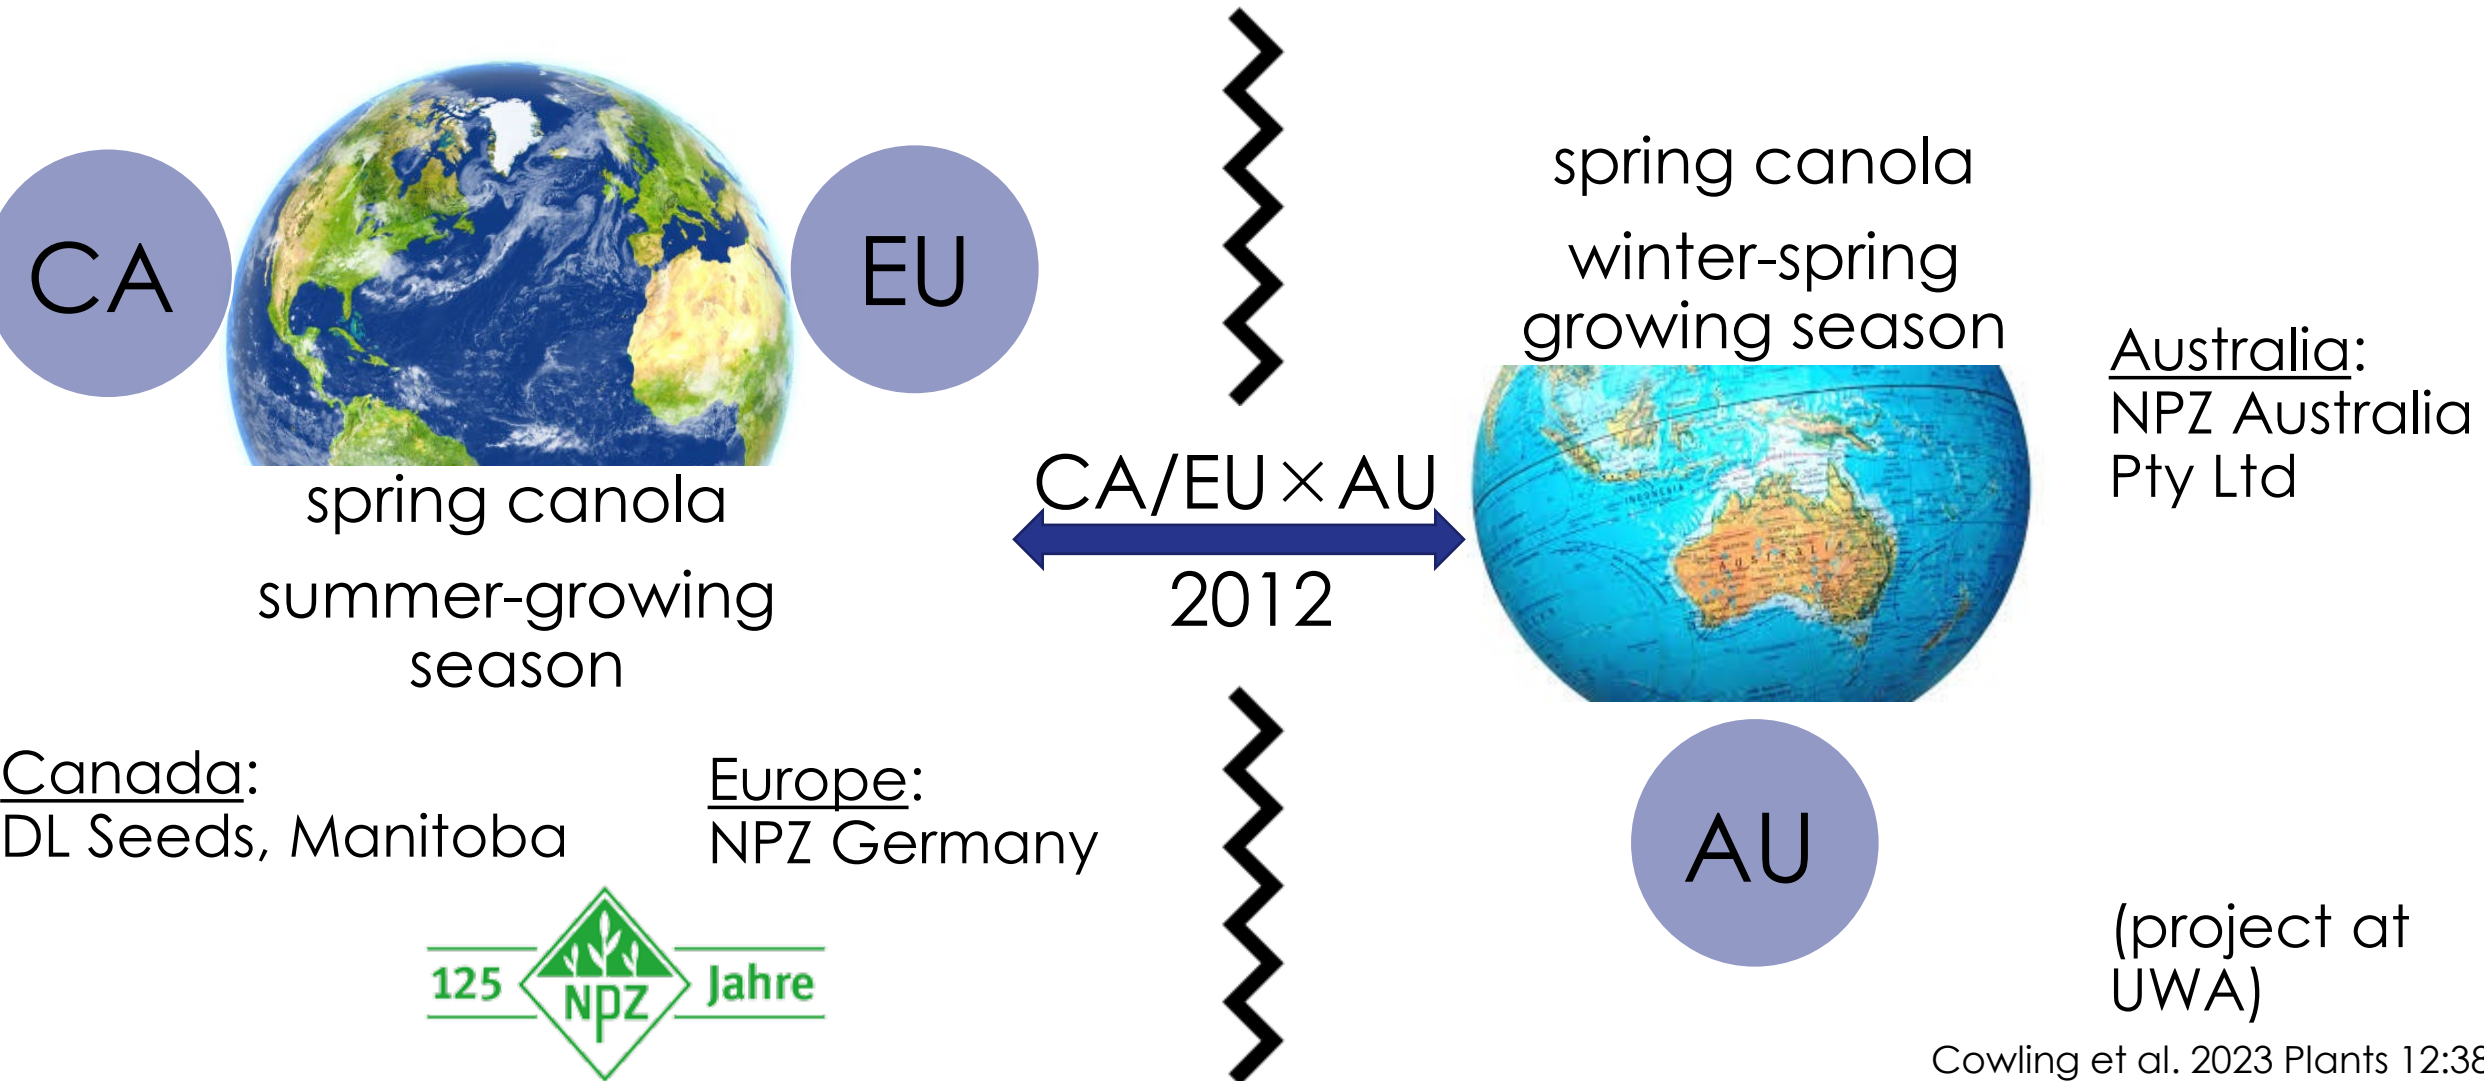 CA
EU
spring canola
summer-growing
season
Canada:
DL Seeds, Manitoba
Europe:
NPZ Germany
125
NPZ
Jahre
CA/EU×AU
2012
spring canola
winter-spring
growing season
INDONESIA
AUSTRALIA
Australia:
NPZ Australia
Pty Ltd
AU
(project at
UWA)
Cowling et al. 2023 Plants 12:38